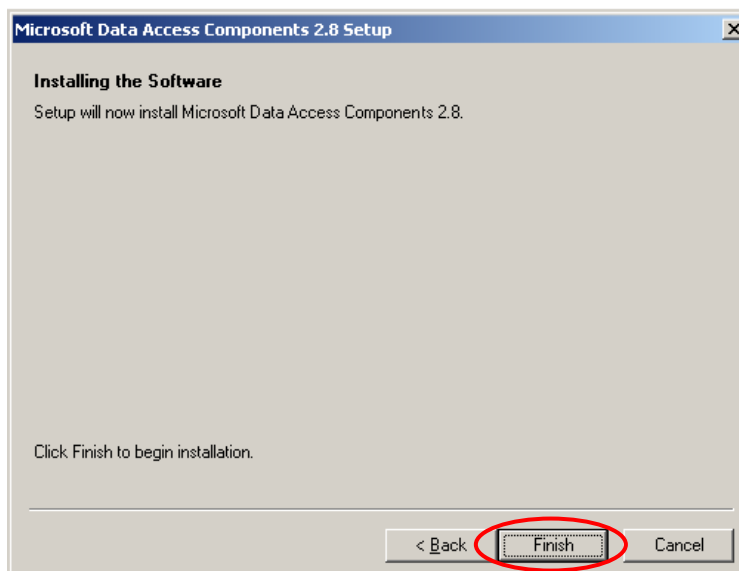 Microsoft Data Access Components 2.8 Setup
Installing the Software
Setup will now install Microsoft Data Access Components 2.8.
Click Finish to begin installation.
< Back Finish Cancel